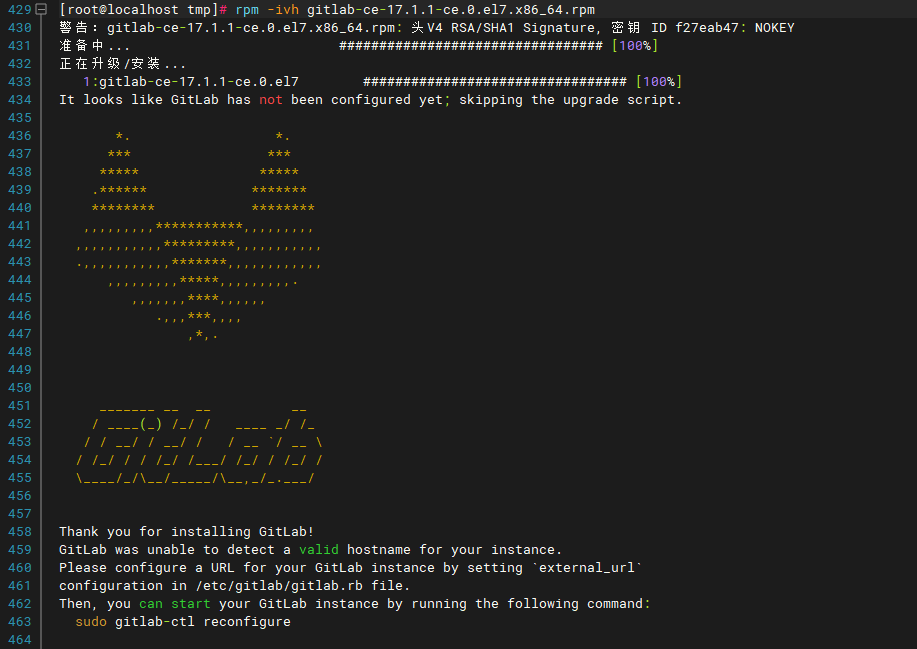 429 [root@localhost tmp]# rpm -ivh gitlab-ce-17.1.1-ce.0.el7.x86_64.rpm
430 警告：gitlab-ce-17.1.1-ce.0.el7.x86_64.rpm: 头V4 RSA/SHA1 Signature, 密钥 ID f27eab47: NOKEY
431 准备中...                          ################################# [100%]
432 正在升级/安装...
433    1:gitlab-ce-17.1.1-ce.0.el7        ################################# [100%]
434 It looks like GitLab has not been configured yet; skipping the upgrade script.
435
436        *.                  *.
437       ***                 ***
438      *****               *****
439     .******             *******
440     ********            ********
441    ,,,,,,,,,***********,,,,,,,,,
442   ,,,,,,,,,,,*********,,,,,,,,,,,
443   .,,,,,,,,,,,*******,,,,,,,,,,,,
444       ,,,,,,,,,*****,,,,,,,,,.
445          ,,,,,,,****,,,,,,
446             .,,,***,,,,
447                 ,*,.
448
449
450
451      _______ __  __          __
452     / ____(_) /_/ /   ____ _/ /_
453    / / __/ / __/ /   / __ `/ __ \
454   / /_/ / / /_/ /___/ /_/ / /_/ /
455   \____/_/\__/_____/\__,_/_.___/
456
457
458 Thank you for installing GitLab!
459 GitLab was unable to detect a valid hostname for your instance.
460 Please configure a URL for your GitLab instance by setting `external_url`
461 configuration in /etc/gitlab/gitlab.rb file.
462 Then, you can start your GitLab instance by running the following command:
463   sudo gitlab-ctl reconfigure
464